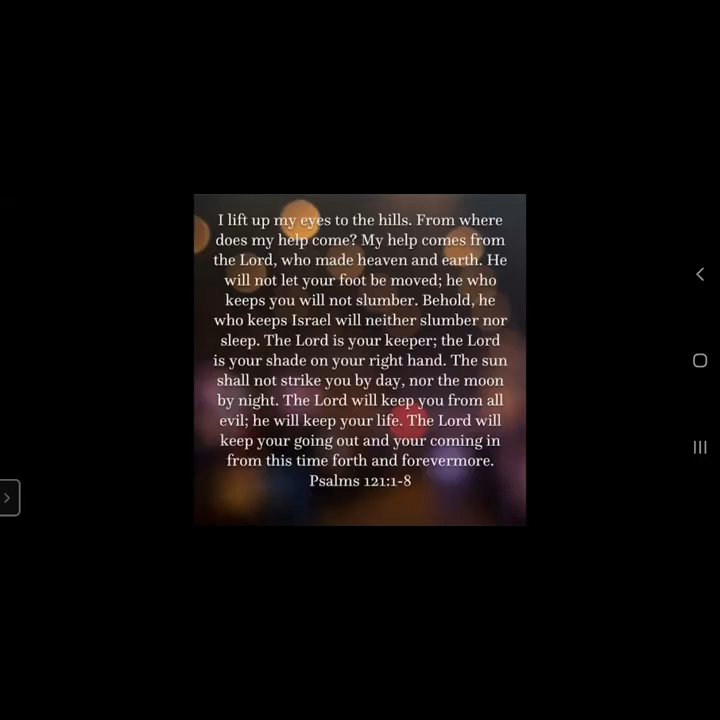 I lift up my eyes to the hills. From where
does my help come? My help comes from
the Lord, who made heaven and earth. He
will not let your foot be moved; he who
keeps you will not slumber. Behold, he
who keeps Israel will neither slumber nor
sleep. The Lord is your keeper; the Lord
is your shade on your right hand. The sun
shall not strike you by day, nor the moon
by night. The Lord will keep you from all
evil; he will keep your life. The Lord will
keep your going out and your coming in
from this time forth and forevermore.
Psalms 121:1-8